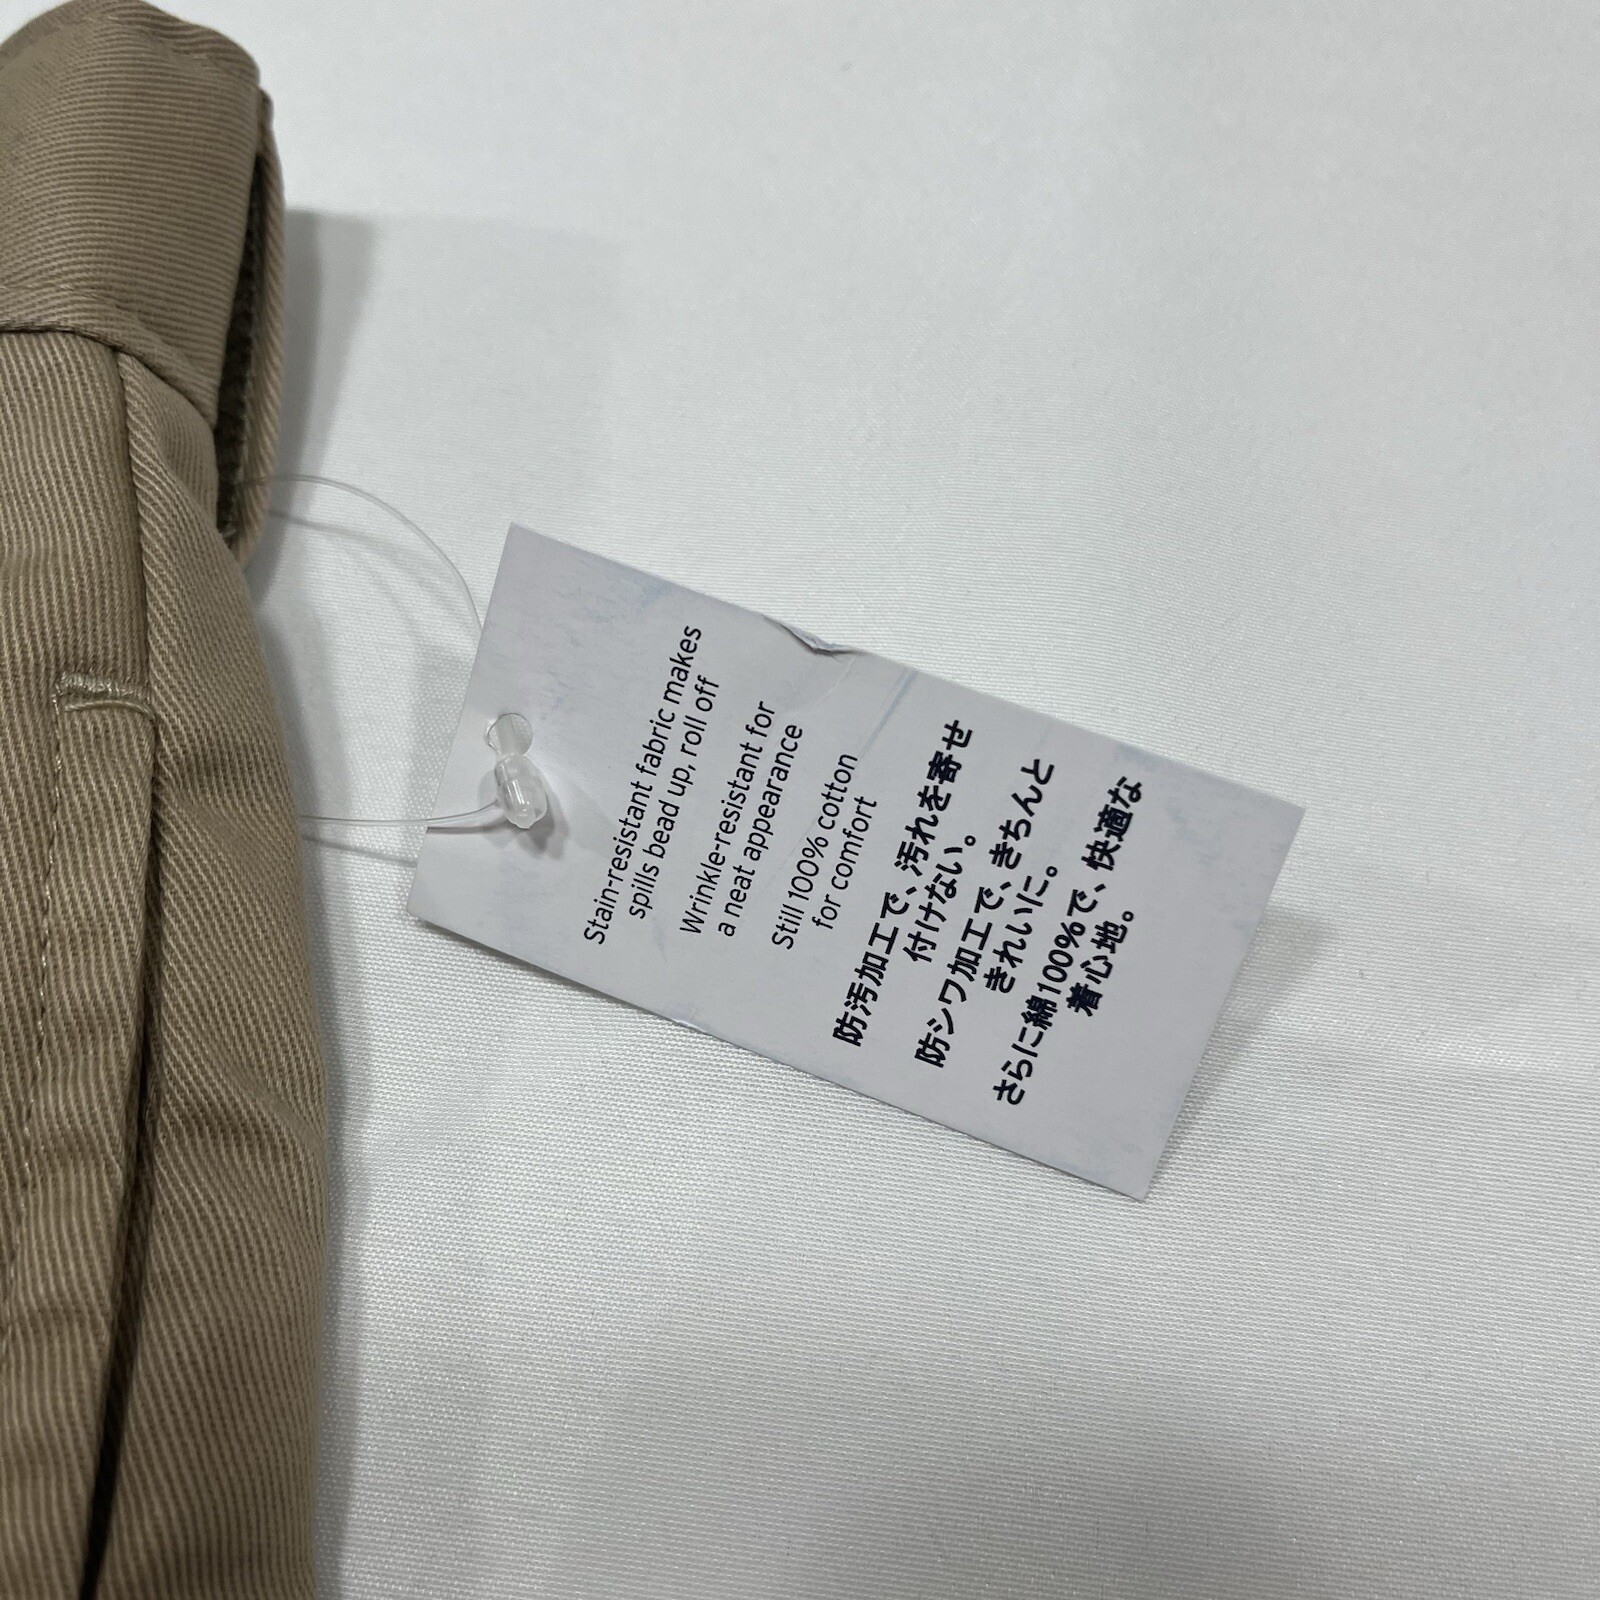 Stain-resistant fabric makes
spills bead up, roll off
Wrinkle-resistant for
a neat appearance
Still 100% cotton
for comfort
防汚加工で、汚れを寄せ
付けない。
防シワ加工で、きちんと
きれいに。
さらに綿100%で、快適な
着心地。